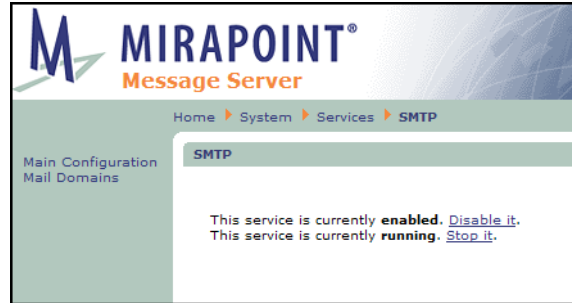 MIRAPOINT®
Message Server
Home System Services SMTP
Main Configuration
Mail Domains
SMTP
This service is currently enabled. Disable it.
This service is currently running. Stop it.